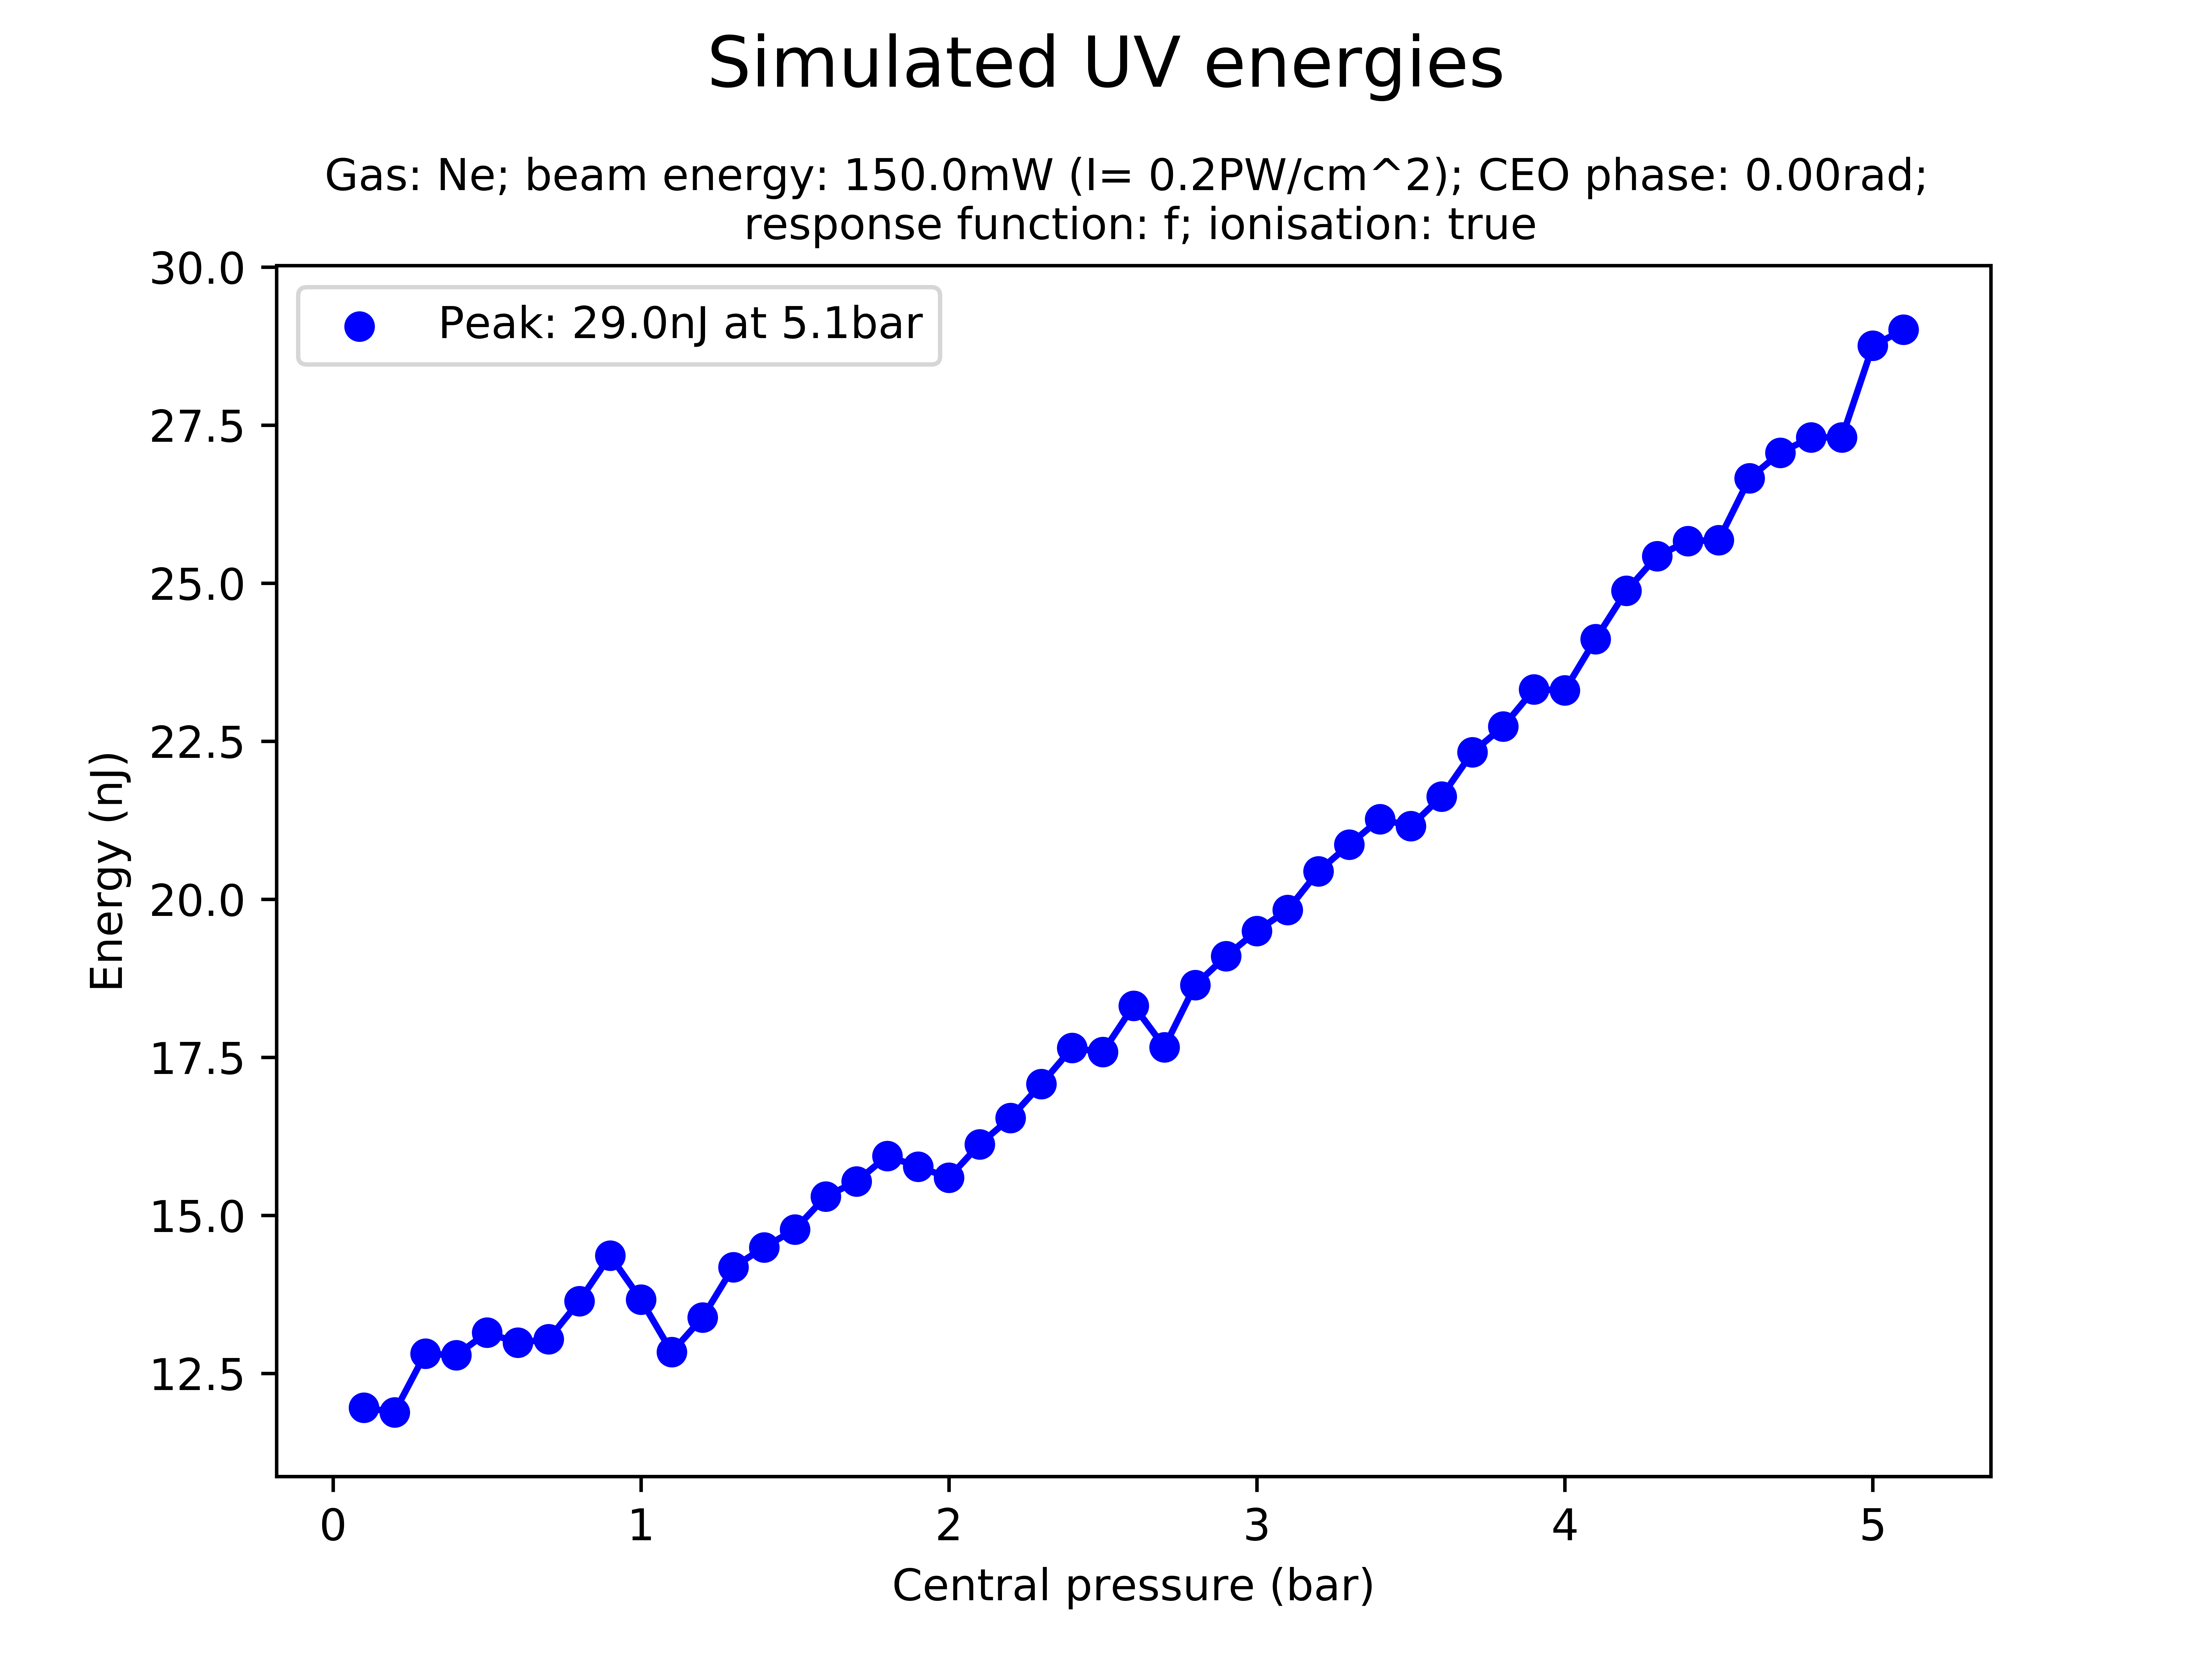 Simulated UV energies
Gas: Ne; beam energy: 150.0mW (I= 0.2PW/cm^2); CEO phase: 0.00rad;
response function: f; ionisation: true
Peak: 29.0nJ at 5.1bar
30.0
27.5
25.0
22.5
20.0
17.5
15.0
12.5
Energy (nJ)
0 1 2 3 4 5
Central pressure (bar)